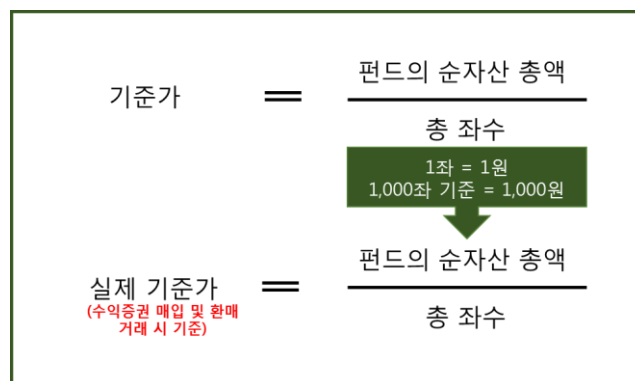 기준가 = 펀드의 순자산 총액
총 좌수
1좌 = 1원
1,000좌 기준 = 1,000원
실제 기준가 = 펀드의 순자산 총액
(수익증권 매입 및 환매
거래 시 기준)
총 좌수